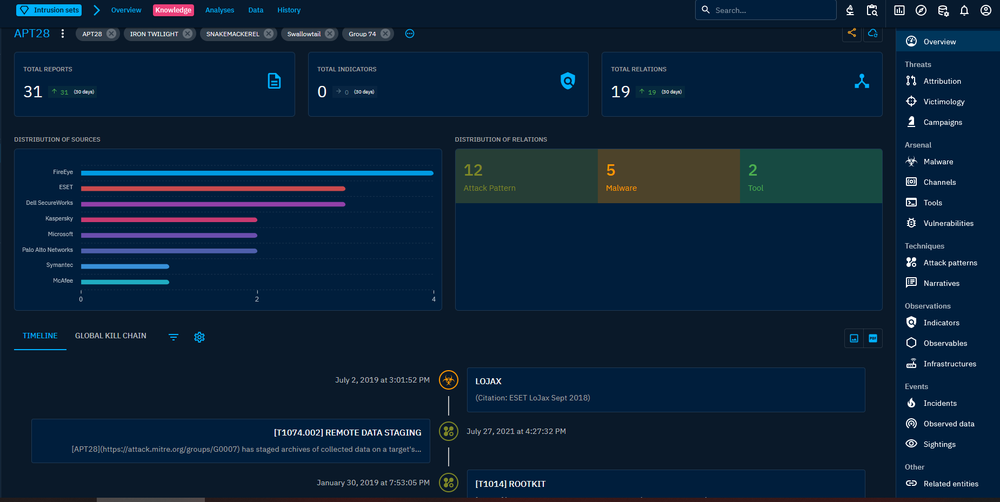 Intrusion sets
Overview
Knowledge
Analyses
Data
History
Search...
APT28
APT28
IRON TWILIGHT
SNAKEMACKEREL
Swallowtail
Group 74
TOTAL REPORTS
31
31 (30 days)
TOTAL INDICATORS
0
0 (30 days)
TOTAL RELATIONS
19
19 (30 days)
DISTRIBUTION OF SOURCES
FireEye
ESET
Dell SecureWorks
Kaspersky
Microsoft
Palo Alto Networks
Symantec
McAfee
0 2 4
DISTRIBUTION OF RELATIONS
12
Attack Pattern
5
Malware
2
Tool
TIMELINE
GLOBAL KILL CHAIN
PDF
July 2, 2019 at 3:01:52 PM
LOJAX
(Citation: ESET LoJax Sept 2018)
[T1074.002] REMOTE DATA STAGING
[APT28](https://attack.mitre.org/groups/G0007) has staged archives of collected data on a target's...
July 27, 2021 at 4:27:32 PM
January 30, 2019 at 7:53:05 PM
[T1014] ROOTKIT
Overview
Threats
Attribution
Victimology
Campaigns
Arsenal
Malware
Channels
Tools
Vulnerabilities
Techniques
Attack patterns
Narratives
Observations
Indicators
Observables
Infrastructures
Events
Incidents
Observed data
Sightings
Other
Related entities